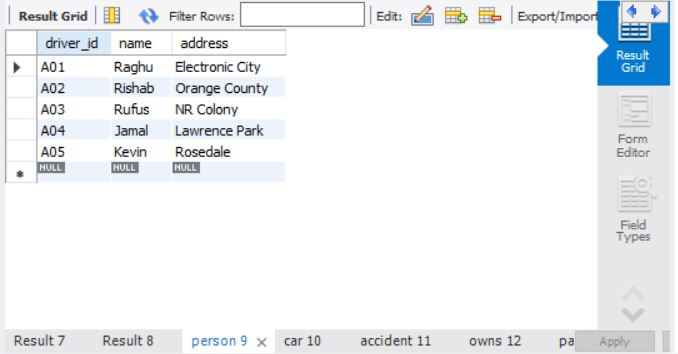 Result Grid Filter Rows: Edit: Export/Import
driver_id name address
A01 Raghu Electronic City
A02 Rishab Orange County
A03 Rufus NR Colony
A04 Jamal Lawrence Park
A05 Kevin Rosedale
NULL NULL NULL
Result
Grid
Form
Editor
Field
Types
Result 7 Result 8 person 9 × car 10 accident 11 owns 12 pa Apply